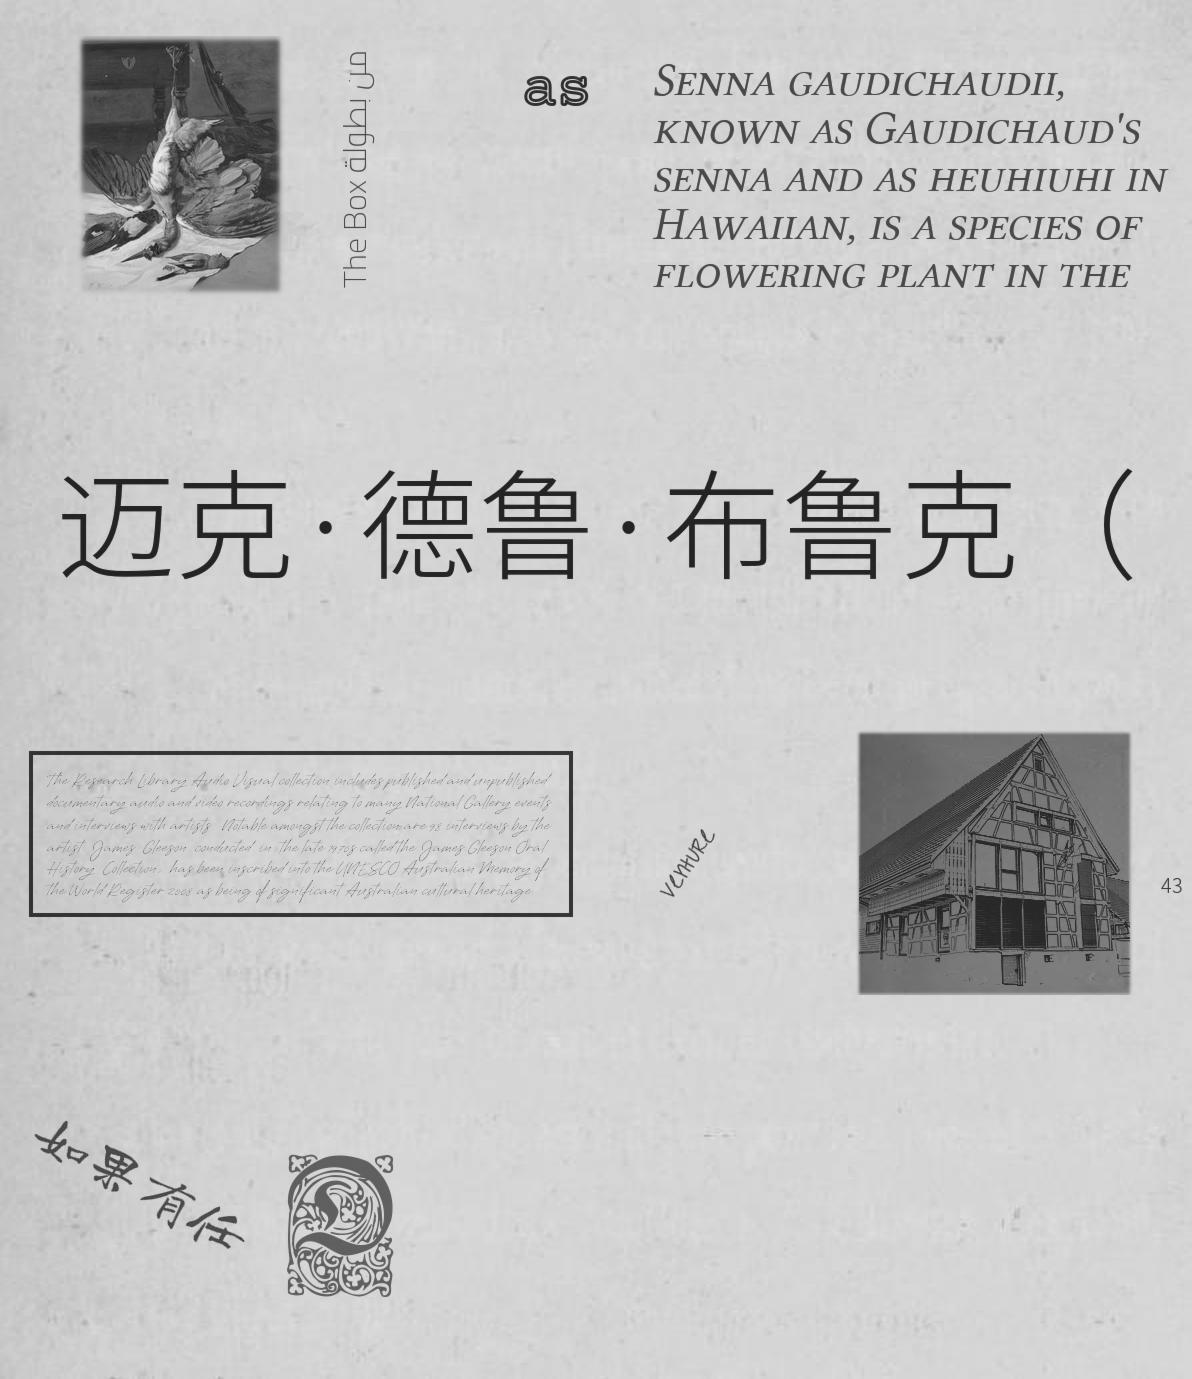 The Box من بطولة
as
Senna gaudichaudii,
known as Gaudichaud's
senna and as heuhiuhi in
Hawaiian, is a species of
flowering plant in the
迈克·德鲁·布鲁克（
The Research Library Audio Visual collection includes published and unpublished
documentary audio and video recordings relating to many National Gallery events
and interviews with artists. Notable amongst the collection are 98 interviews by the
artist James Gleeson conducted in the late 1970s called the James Gleeson Oral
History Collection, has been inscribed into the UNESCO Australian Memory of
the World Register 2008 as being of significant Australian cultural heritage.
venture
43
如果有任